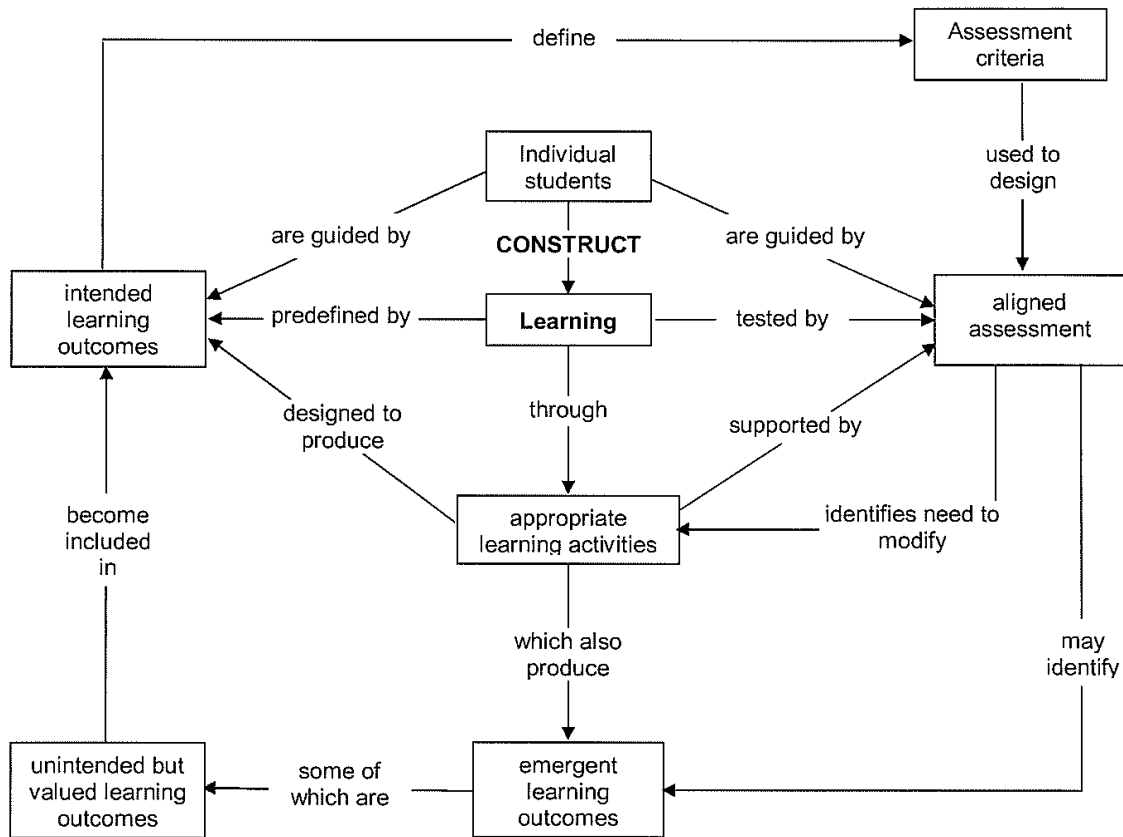 define
Assessment
criteria
Individual
students
used to
design
are guided by
CONSTRUCT
are guided by
intended
learning
outcomes
predefined by
Learning
tested by
aligned
assessment
designed to
produce
through
supported by
become
included
in
appropriate
learning activities
identifies need to
modify
which also
produce
may
identify
unintended but
valued learning
outcomes
some of
which are
emergent
learning
outcomes